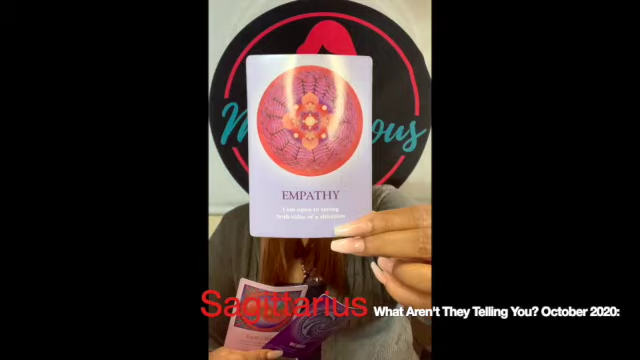 EMPATHY
I am open to seeing
both sides of a situation
Sagittarius What Aren't They Telling You? October 2020: